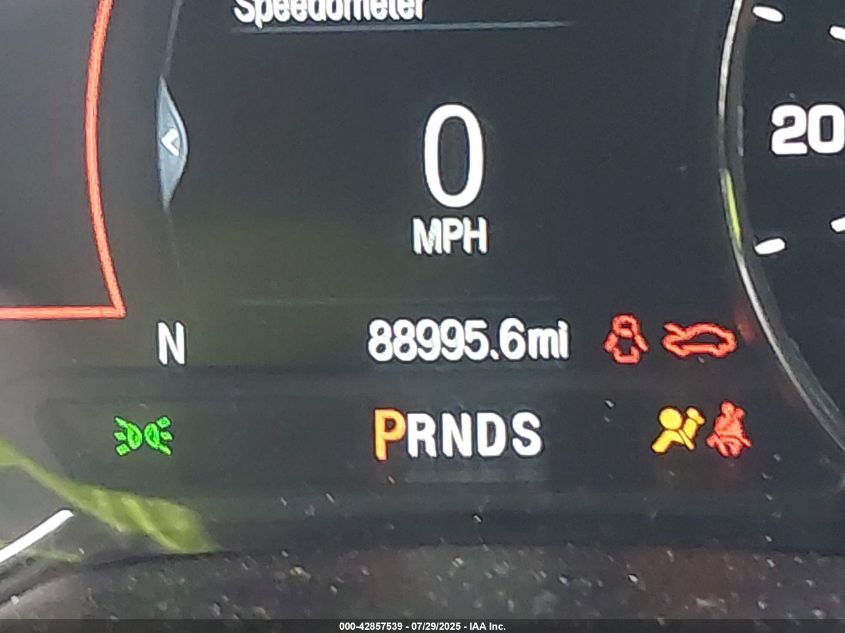 Speedometer
0
MPH
20
N
88995.6mi
PRNDS
000-42857539 - 07/29/2025 - IAA Inc.